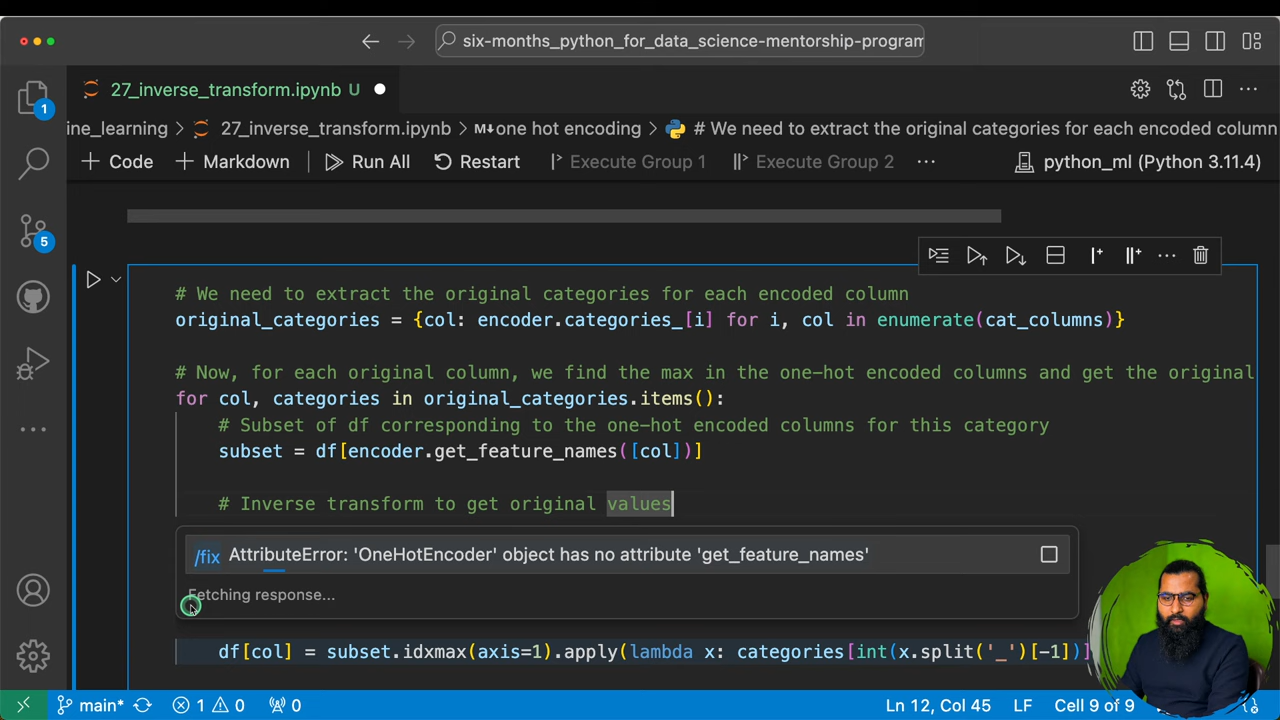 six-months_python_for_data_science-mentorship-program
27_inverse_transform.ipynb U
ine_learning > 27_inverse_transform.ipynb > M↓one hot encoding > # We need to extract the original categories for each encoded column
+ Code + Markdown Run All Restart Execute Group 1 Execute Group 2 ... python_ml (Python 3.11.4)
# We need to extract the original categories for each encoded column
original_categories = {col: encoder.categories_[i] for i, col in enumerate(cat_columns)}
# Now, for each original column, we find the max in the one-hot encoded columns and get the original
for col, categories in original_categories.items():
# Subset of df corresponding to the one-hot encoded columns for this category
subset = df[encoder.get_feature_names([col])]
# Inverse transform to get original values
/fix AttributeError: 'OneHotEncoder' object has no attribute 'get_feature_names'
Fetching response...
df[col] = subset.idxmax(axis=1).apply(lambda x: categories[int(x.split('_')[-1])]
1
5
main* 1 0 0 Ln 12, Col 45 LF Cell 9 of 9